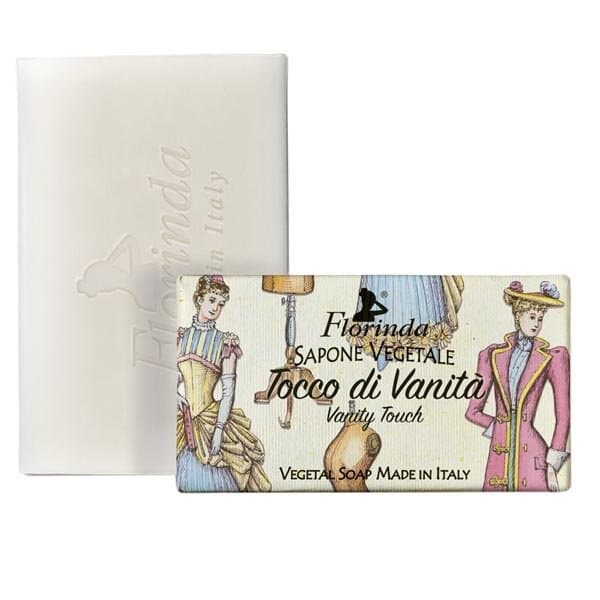 Florinda
in Italy
®
Florinda
SAPONE VEGETALE
Tocco di Vanità
Vanity Touch
VEGETAL SOAP MADE IN ITALY